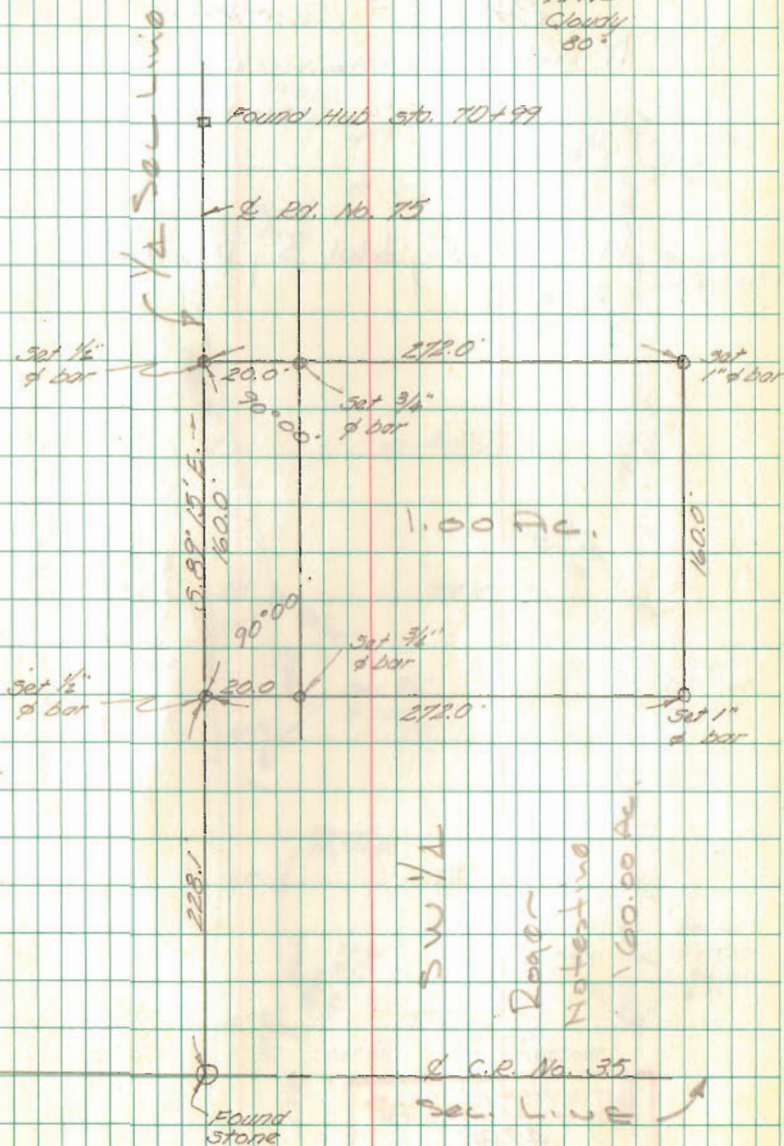 Cloudy
80°
1/4 Sec Line
Found Hub sta. 70+99
℄ Rd. No. 75
Set 1/2"
φ bar
20.0'
272.0'
Set
1" φ bar
90°00'
Set 3/4"
φ bar
S.89°15'E.
160.0'
1.00 Ac.
160.0'
90°00'
Set 3/4"
φ bar
Set 1/2"
φ bar
20.0
272.0'
Set 1"
φ bar
228.1'
SW 1/4
Roger
Notestine
160.00 Ac.
℄ C.R. No. 35
Sec. Line
Found
Stone